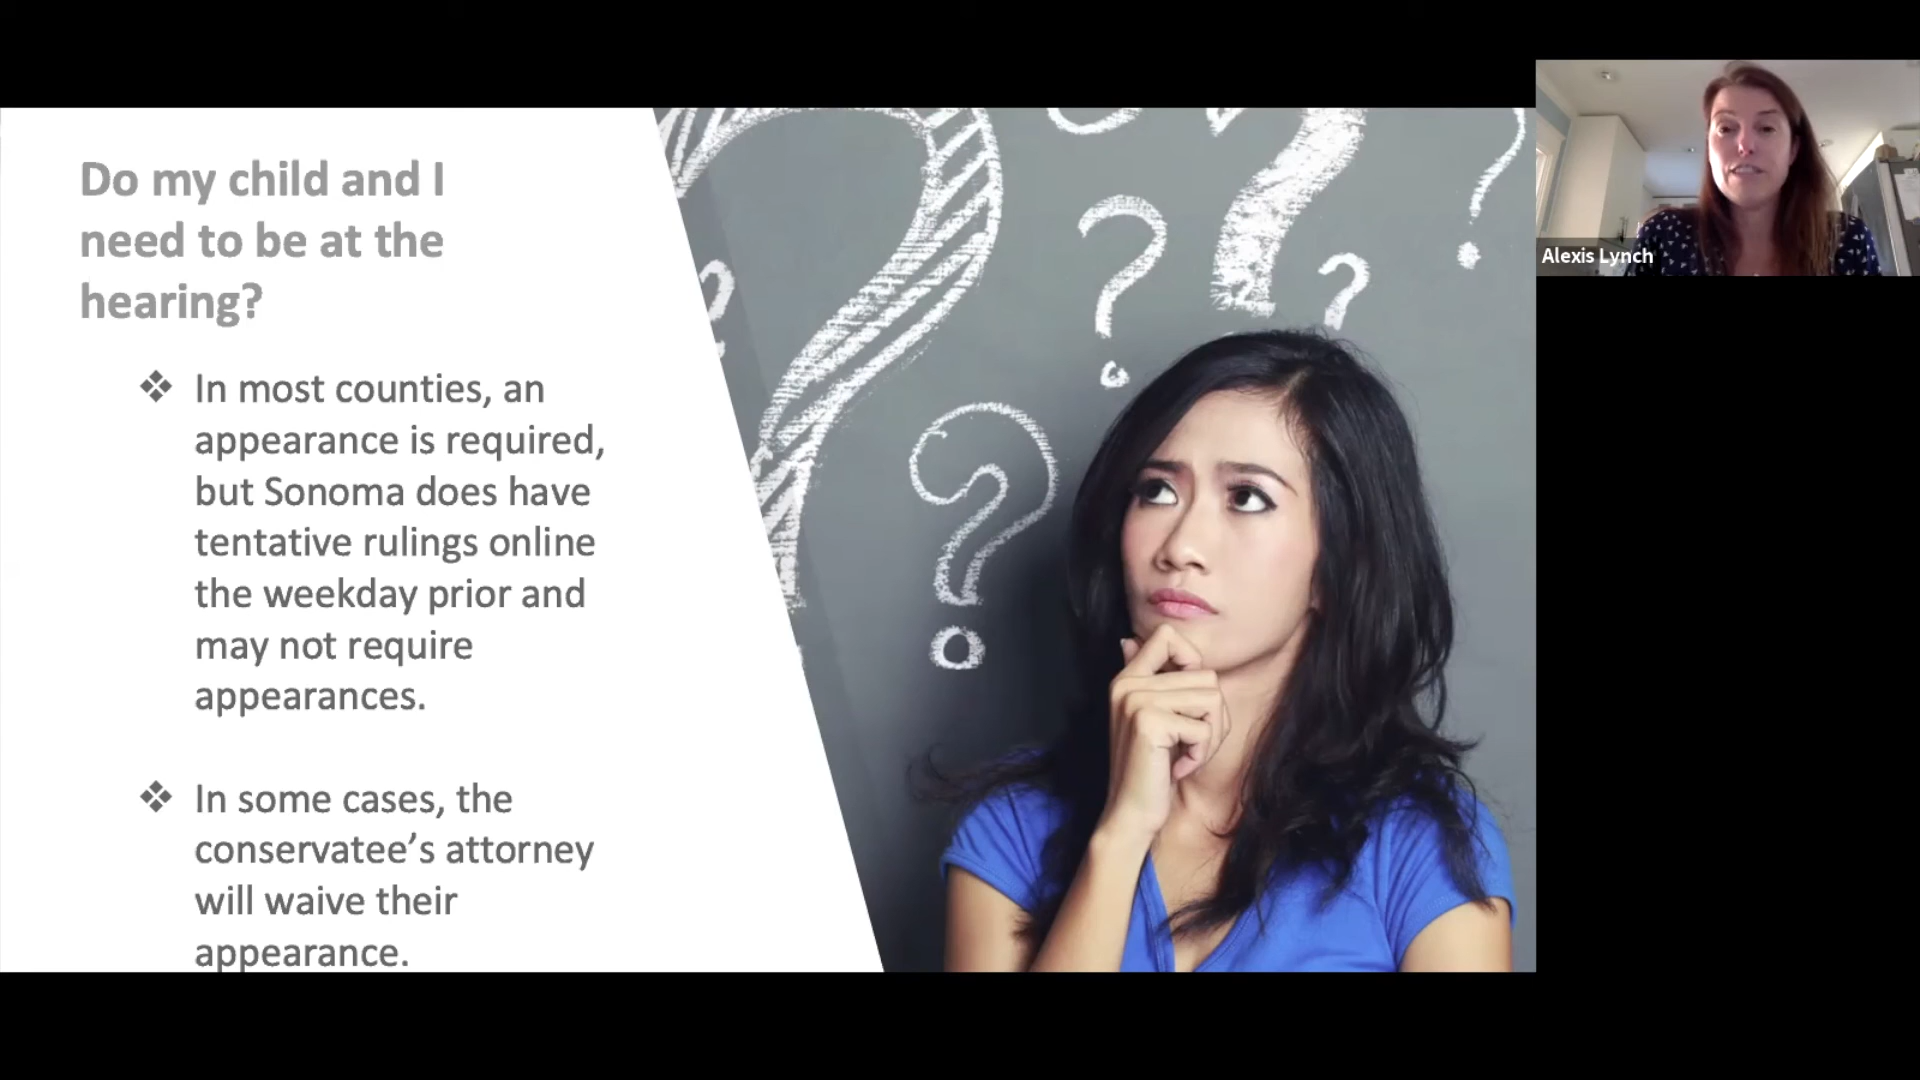 Do my child and I
need to be at the
hearing?
❖ In most counties, an
appearance is required,
but Sonoma does have
tentative rulings online
the weekday prior and
may not require
appearances.
❖ In some cases, the
conservatee’s attorney
will waive their
appearance.
? ? ? ? ? ? ?
Alexis Lynch